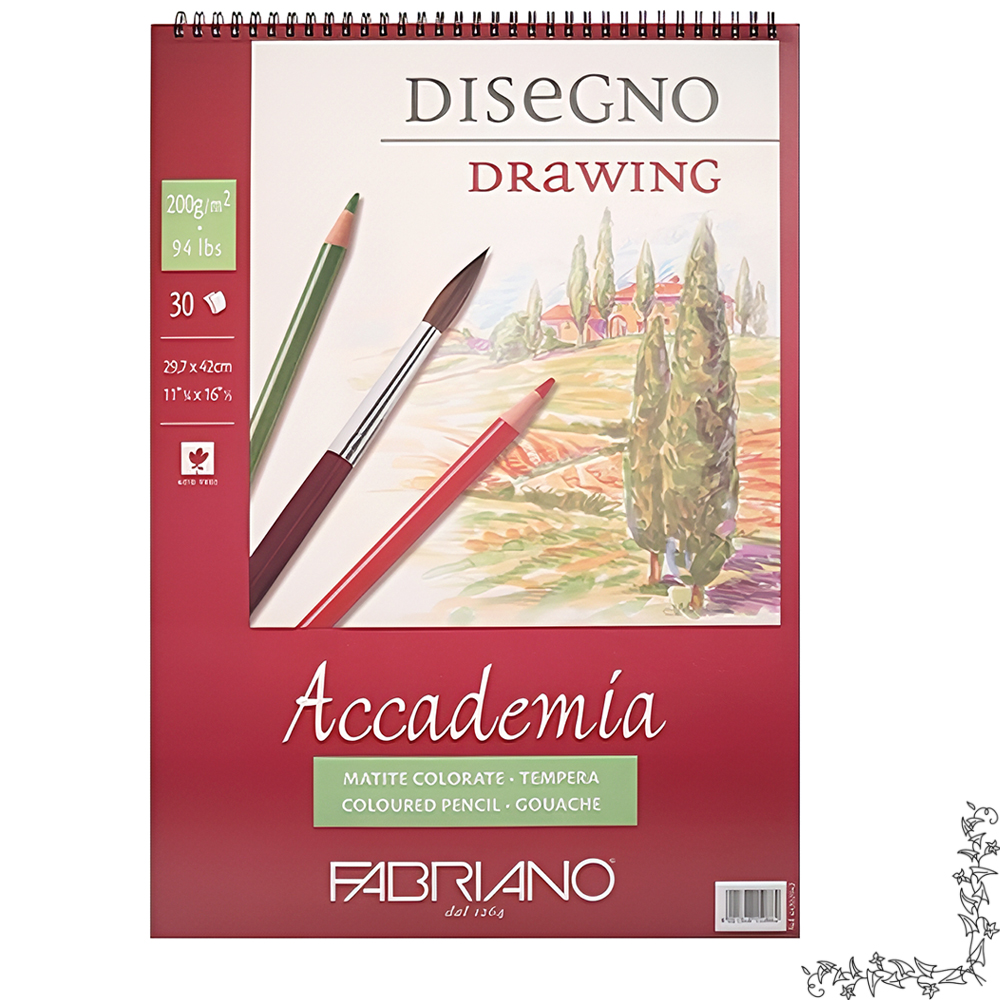 DISeGNO
DRaWING
200g/m²
•
94 lbs
30
29,7 x 42cm
11" ¼ x 16" ½
Accademia
MATITE COLORATE • TEMPERA
COLOURED PENCIL • GOUACHE
FABRIANO
dal 1264